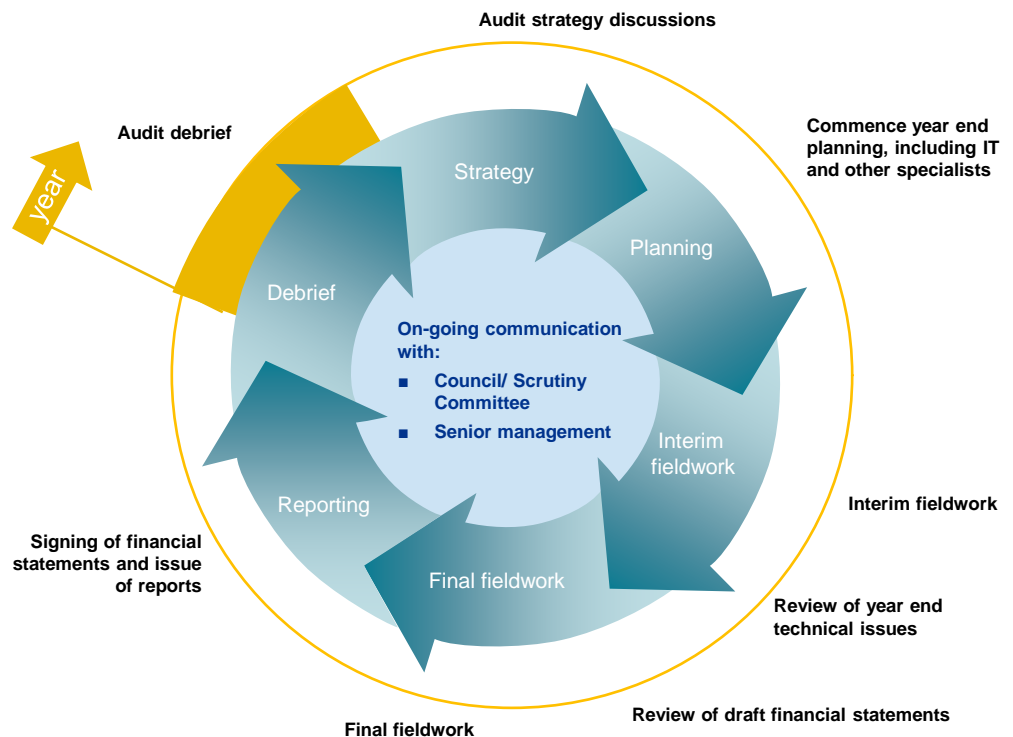 Audit strategy discussions
Audit debrief
Commence year end
planning, including IT
and other specialists
year
Strategy
Planning
Debrief
On-going communication
with:
■ Council/ Scrutiny
Committee
■ Senior management
Interim
fieldwork
Reporting
Interim fieldwork
Signing of financial
statements and issue
of reports
Final fieldwork
Review of year end
technical issues
Review of draft financial statements
Final fieldwork